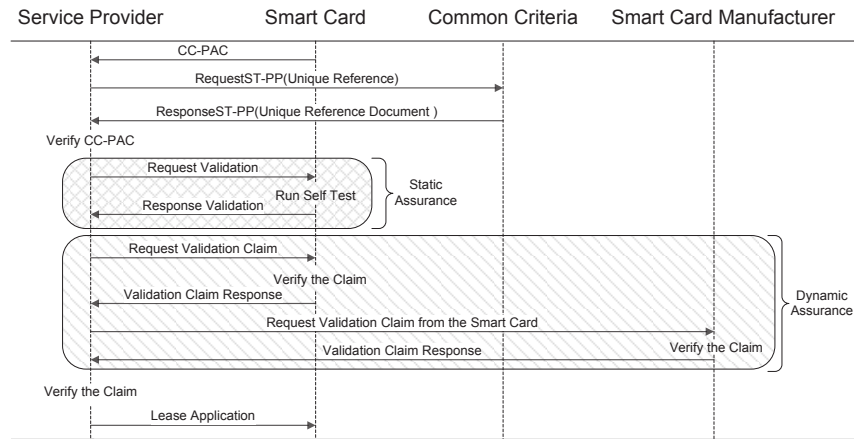 Service Provider
Smart Card
Common Criteria
Smart Card Manufacturer
CC-PAC
RequestST-PP(Unique Reference)
ResponseST-PP(Unique Reference Document )
Verify CC-PAC
Request Validation
Run Self Test
Response Validation
Static
Assurance
Request Validation Claim
Verify the Claim
Validation Claim Response
Request Validation Claim from the Smart Card
Verify the Claim
Validation Claim Response
Dynamic
Assurance
Verify the Claim
Lease Application